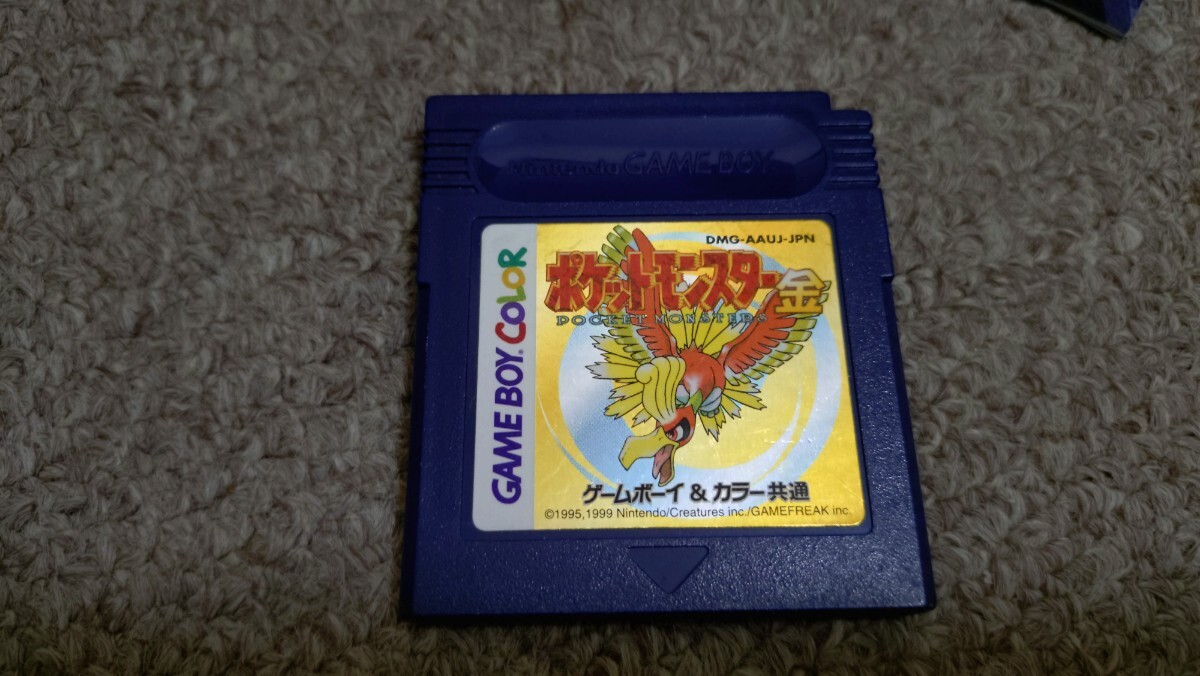 Nintendo GAME BOY
DMG-AAUJ-JPN
ポケットモンスター金
POCKET MONSTERS
GAME BOY COLOR
ゲームボーイ & カラー共通
©1995,1999 Nintendo/Creatures inc./GAMEFREAK inc.